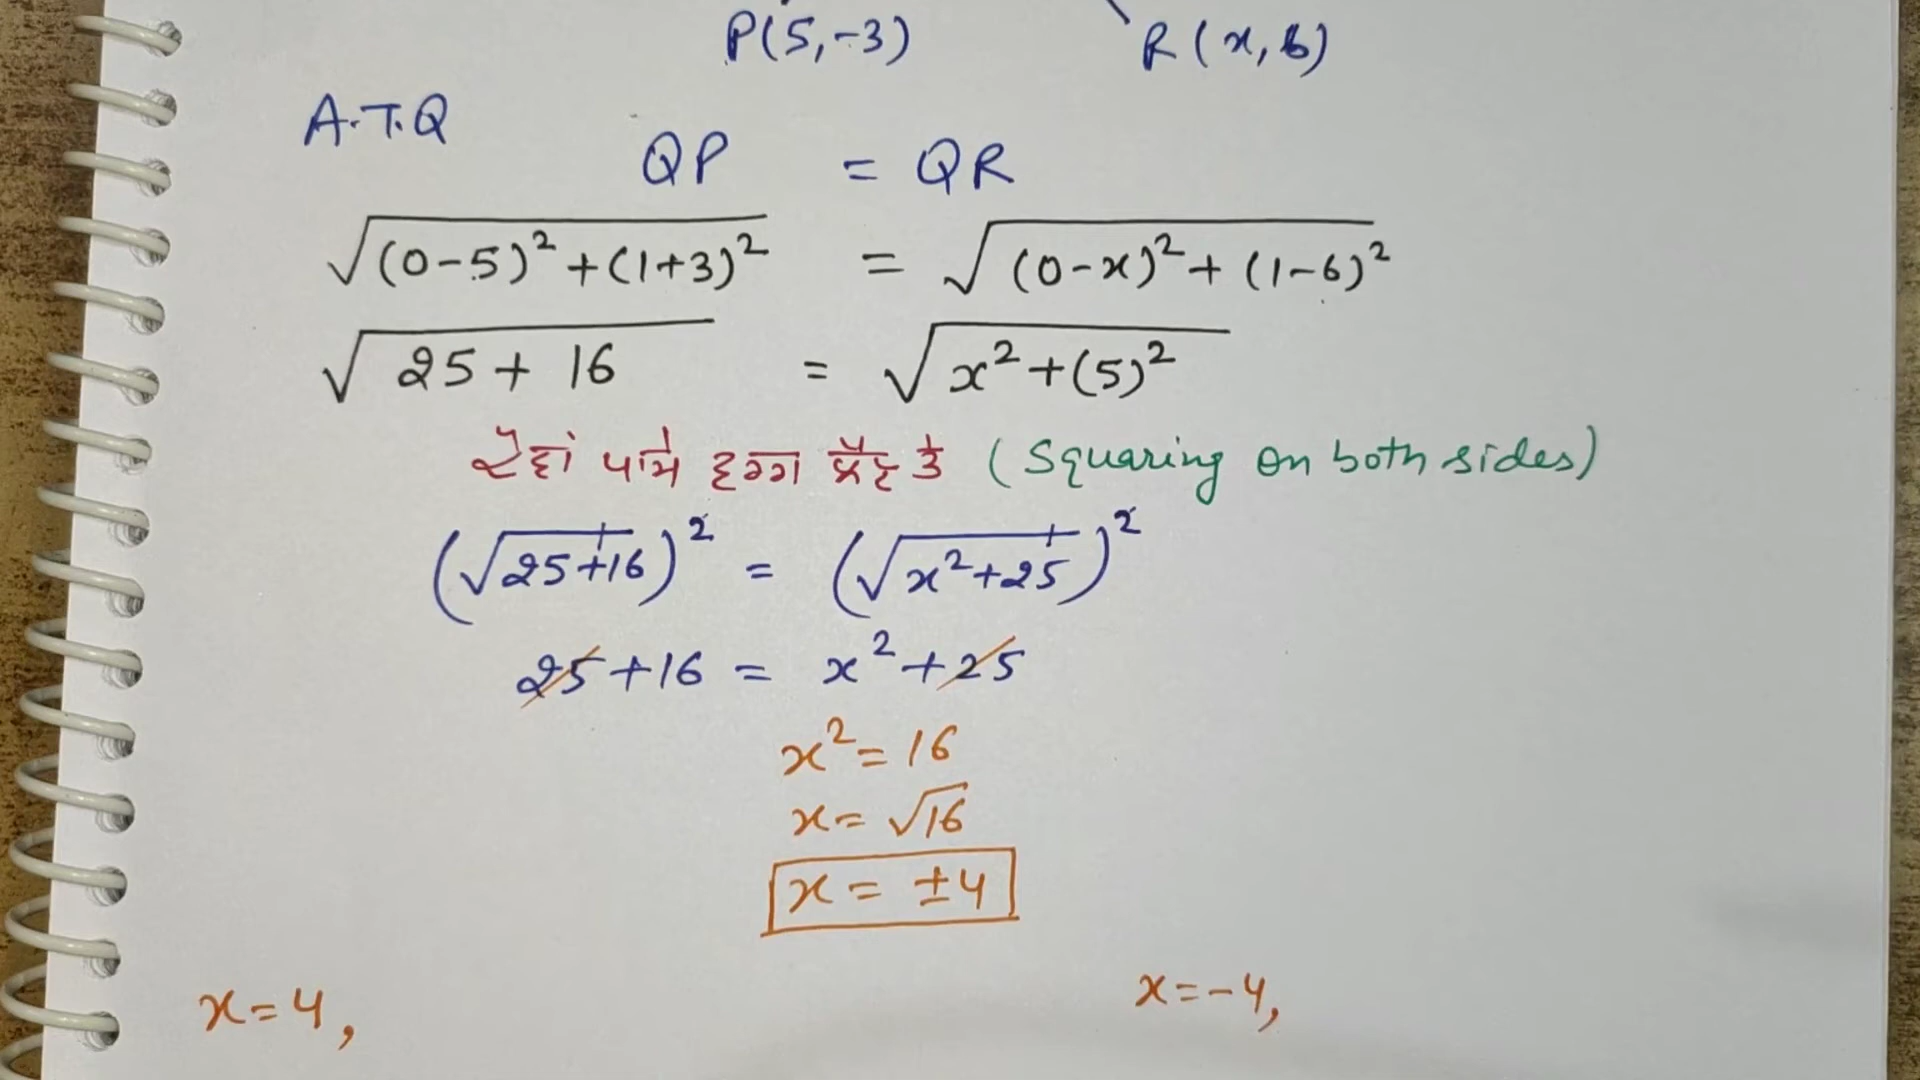 P(5,-3) R(x,6)
A.T.Q
QP = QR
√(0-5)²+(1+3)² = √(0-x)²+(1-6)²
√25+16 = √x²+(5)²
ਦੋਹਾਂ ਪਾਸੇ ਵਰਗ ਕਰਣ ਤੇ (Squaring on both sides)
(√25+16)² = (√x²+25)²
25+16 = x²+25
x²=16
x=√16
x=±4
x=4, x=-4,